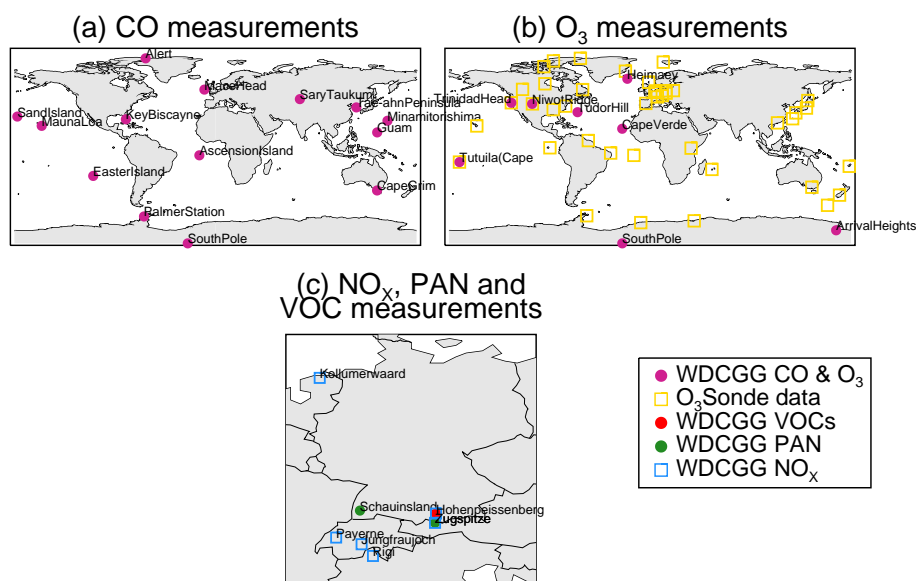 (a) CO measurements
Alert
MaceHead
SaryTaukum
Tae-ahnPeninsula
SandIsland
MaunaLoa
KeyBiscayne
Minamitorishima
Guam
AscensionIsland
EasterIsland
CapeGrim
PalmerStation
SouthPole
(b) O₃ measurements
Heimaey
TrinidadHead
NiwotRidge
TudorHill
CapeVerde
Tutuila(Cape
ArrivalHeights
SouthPole
(c) NOX, PAN and
VOC measurements
Kollumerwaard
Schauinsland
Hohenpeissenberg
Zugspitze
Payerne
Jungfraujoch
Rigi
WDCGG CO & O₃
O₃Sonde data
WDCGG VOCs
WDCGG PAN
WDCGG NOX